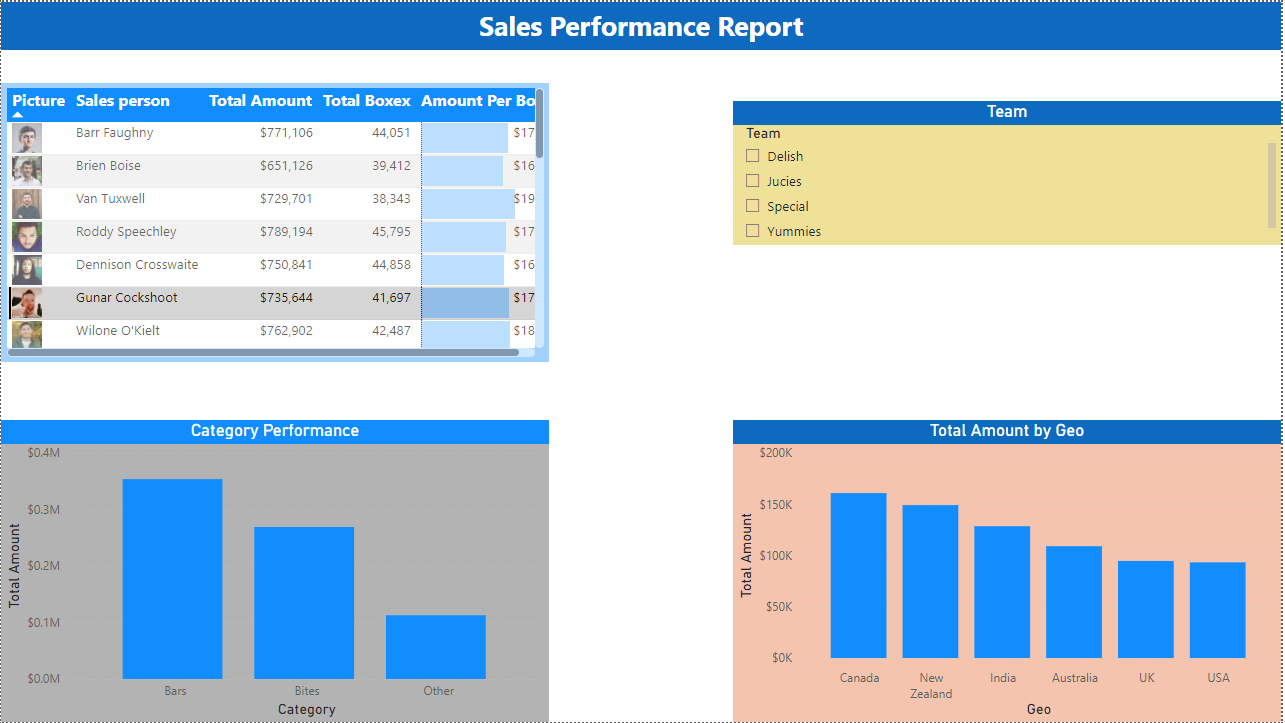 Sales Performance Report
Picture Sales person Total Amount Total Boxex Amount Per Bo
Barr Faughny $771,106 44,051 $17
Brien Boise $651,126 39,412 $16
Van Tuxwell $729,701 38,343 $19
Roddy Speechley $789,194 45,795 $17
Dennison Crosswaite $750,841 44,858 $16
Gunar Cockshoot $735,644 41,697 $17
Wilone O'Kielt $762,902 42,487 $18
Team
Team
Delish
Jucies
Special
Yummies
Category Performance
Total Amount
$0.4M
$0.3M
$0.2M
$0.1M
$0.0M
Bars Bites Other
Category
Total Amount by Geo
Total Amount
$200K
$150K
$100K
$50K
$0K
Canada New Zealand India Australia UK USA
Geo